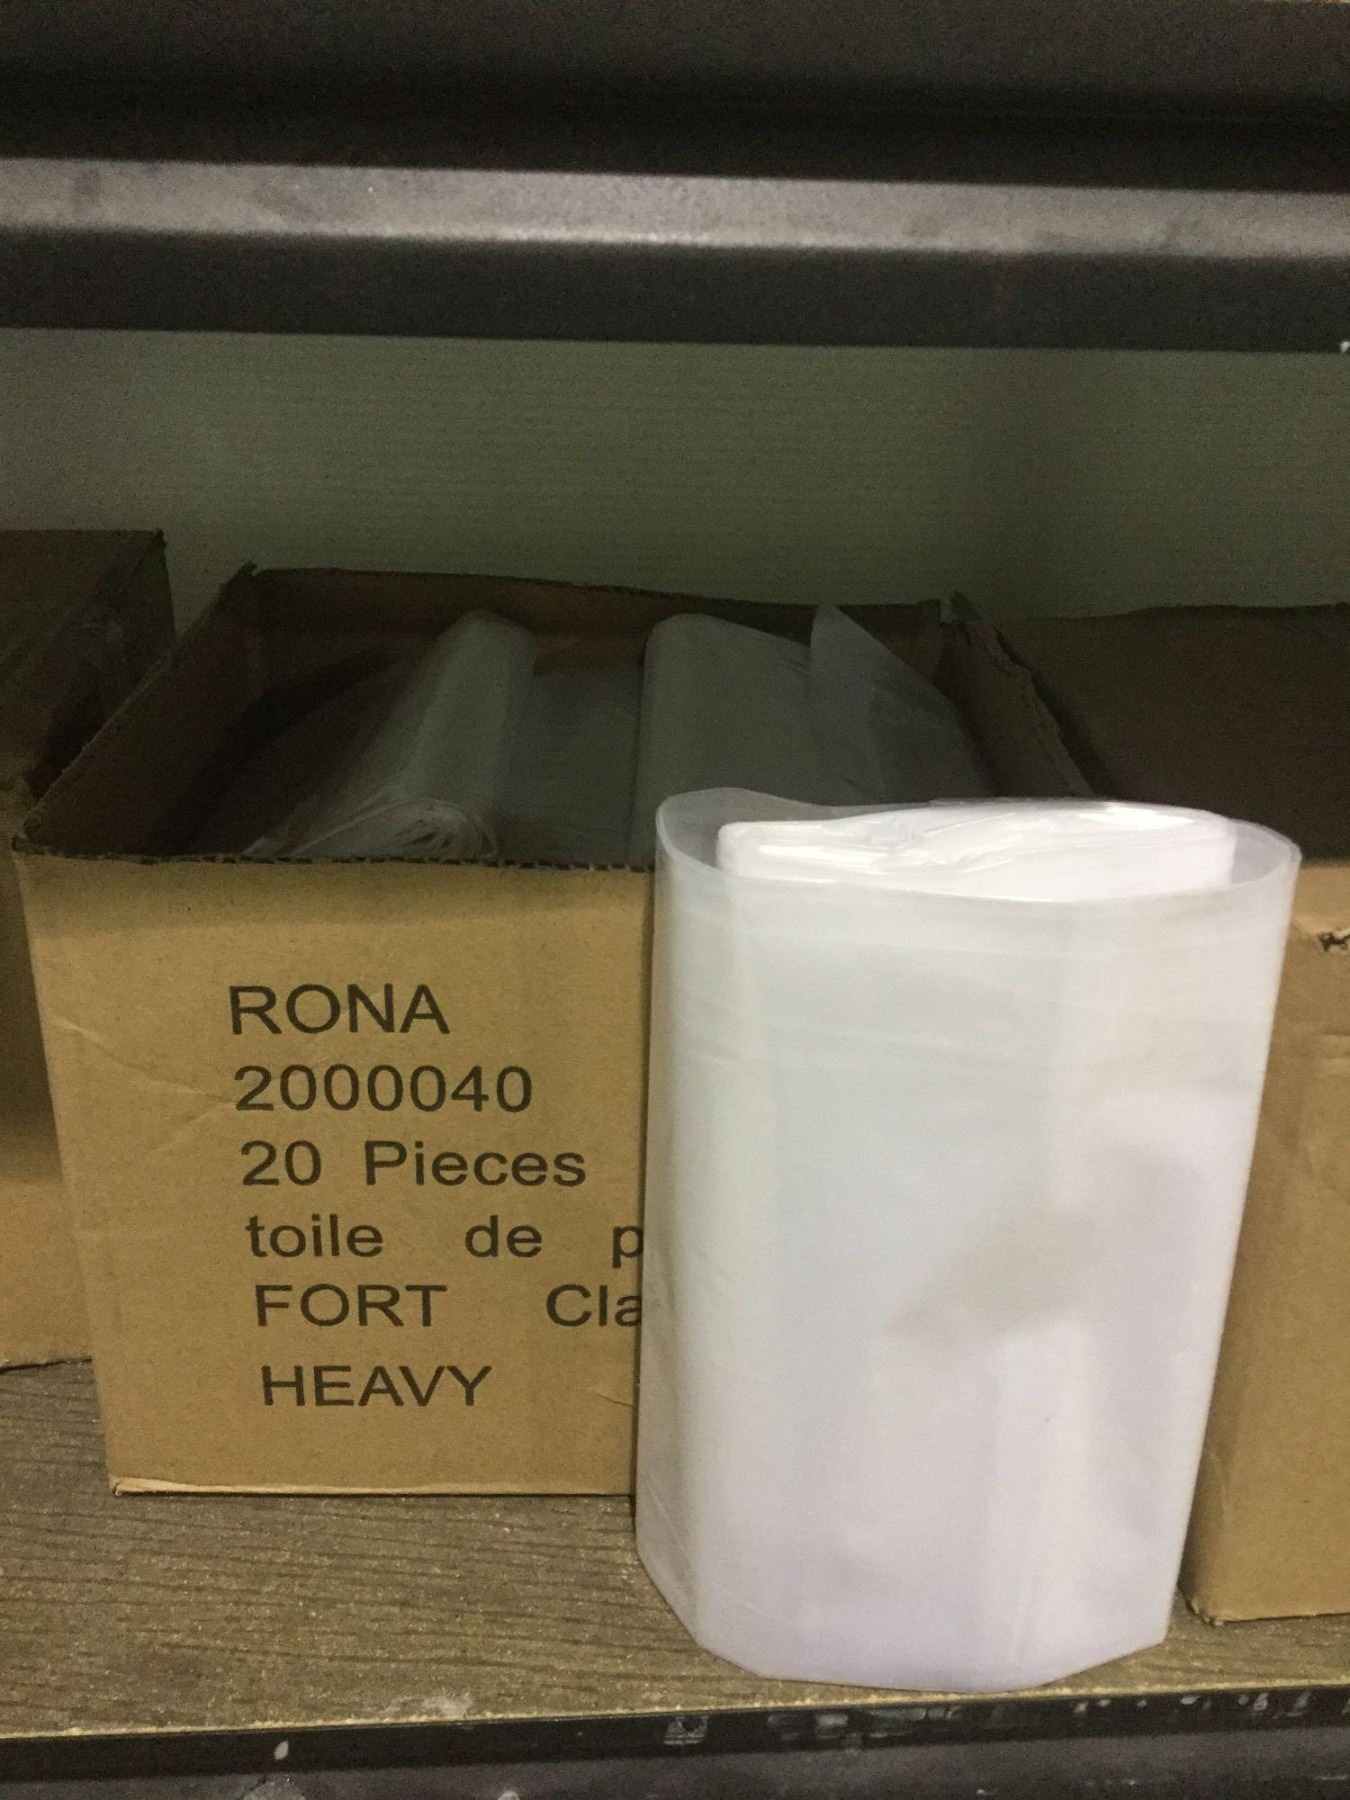 RONA
2000040
20 Pieces
toile de p
FORT Cla
HEAVY